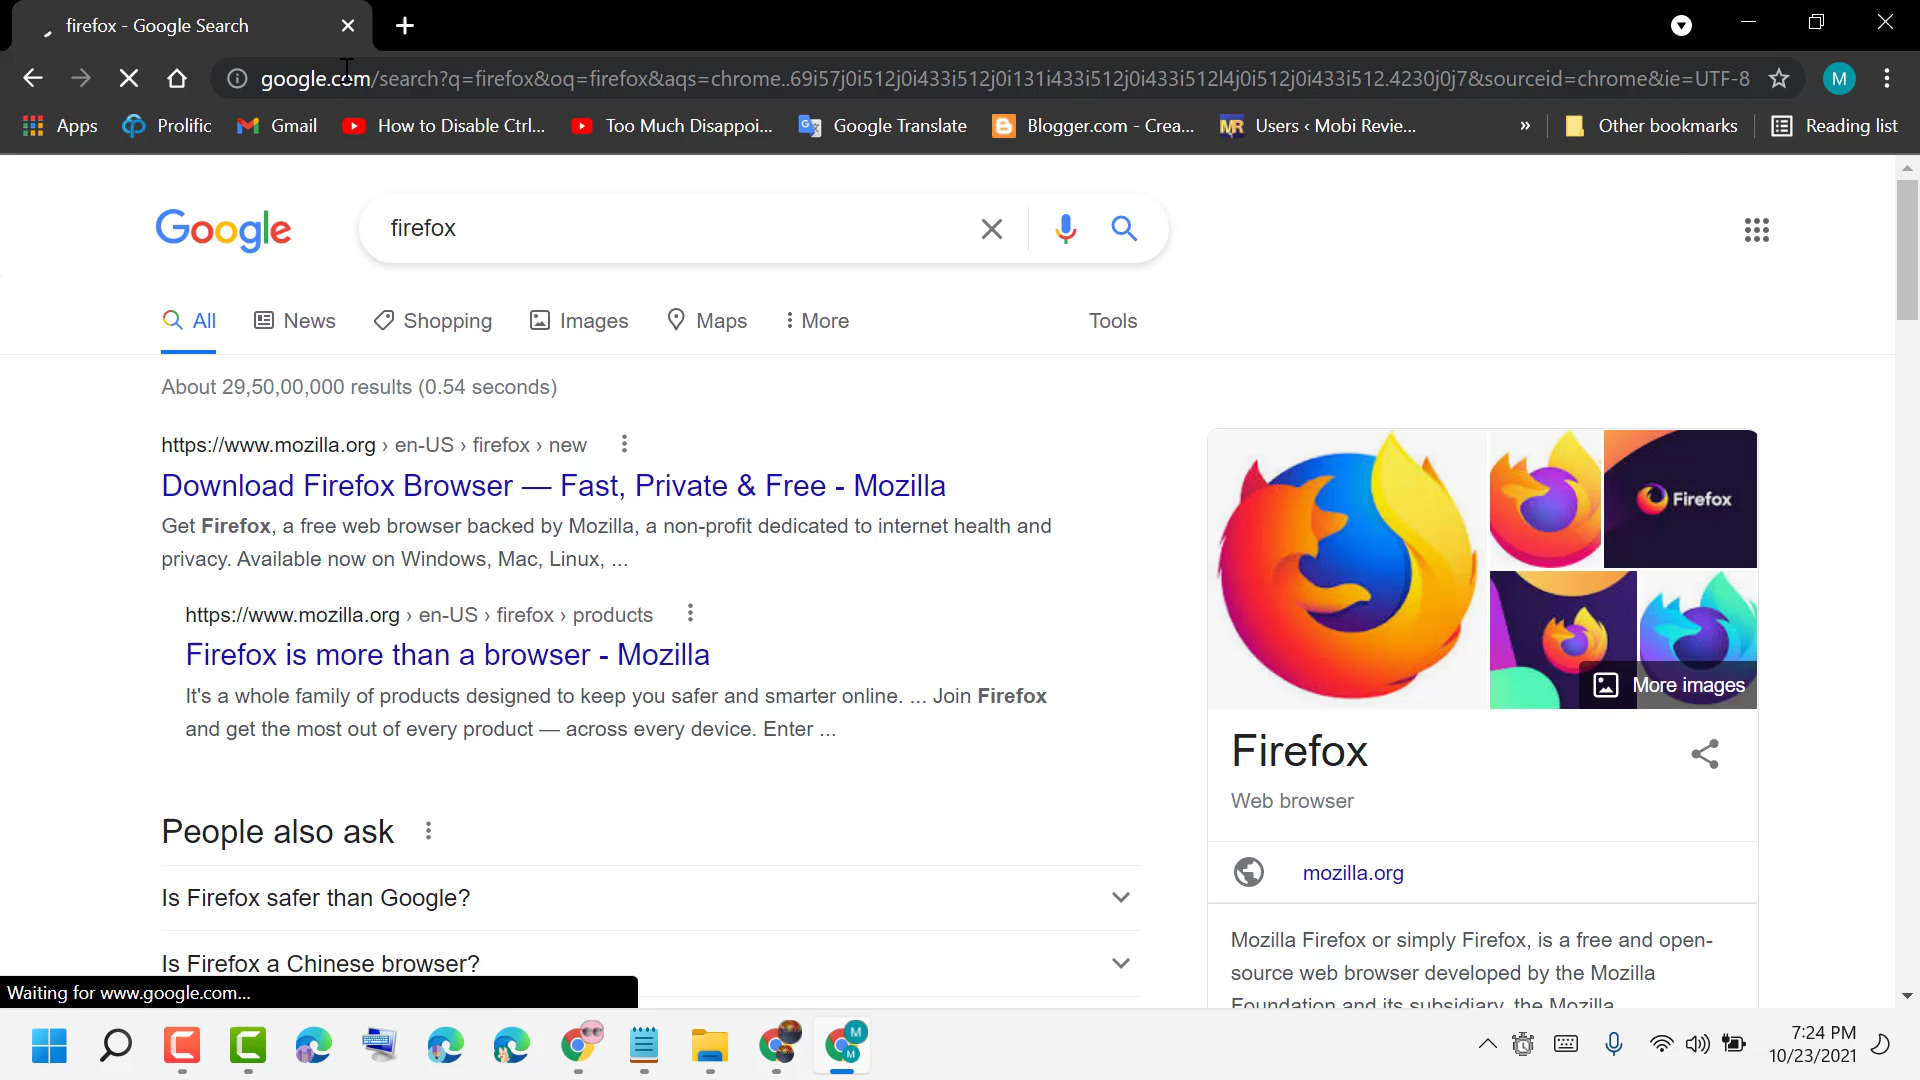 firefox - Google Search
google.com/search?q=firefox&oq=firefox&aqs=chrome..69i57j0i512j0i433i512j0i131i433i512j0i433i512l4j0i512j0i433i512.4230j0j7&sourceid=chrome&ie=UTF-8
M
Apps
Prolific
Gmail
How to Disable Ctrl...
Too Much Disappoi...
Google Translate
Blogger.com - Crea...
Users ‹ Mobi Revie...
»
Other bookmarks
Reading list
Google
firefox
All
News
Shopping
Images
Maps
More
Tools
About 29,50,00,000 results (0.54 seconds)
https://www.mozilla.org › en-US › firefox › new
Download Firefox Browser — Fast, Private & Free - Mozilla
Get Firefox, a free web browser backed by Mozilla, a non-profit dedicated to internet health and
privacy. Available now on Windows, Mac, Linux, ...
https://www.mozilla.org › en-US › firefox › products
Firefox is more than a browser - Mozilla
It's a whole family of products designed to keep you safer and smarter online. ... Join Firefox
and get the most out of every product — across every device. Enter ...
People also ask
Is Firefox safer than Google?
Is Firefox a Chinese browser?
Firefox
More images
Firefox
Web browser
mozilla.org
Mozilla Firefox or simply Firefox, is a free and open-
source web browser developed by the Mozilla
Foundation and its subsidiary, the Mozilla
Waiting for www.google.com...
M
M
7:24 PM
10/23/2021